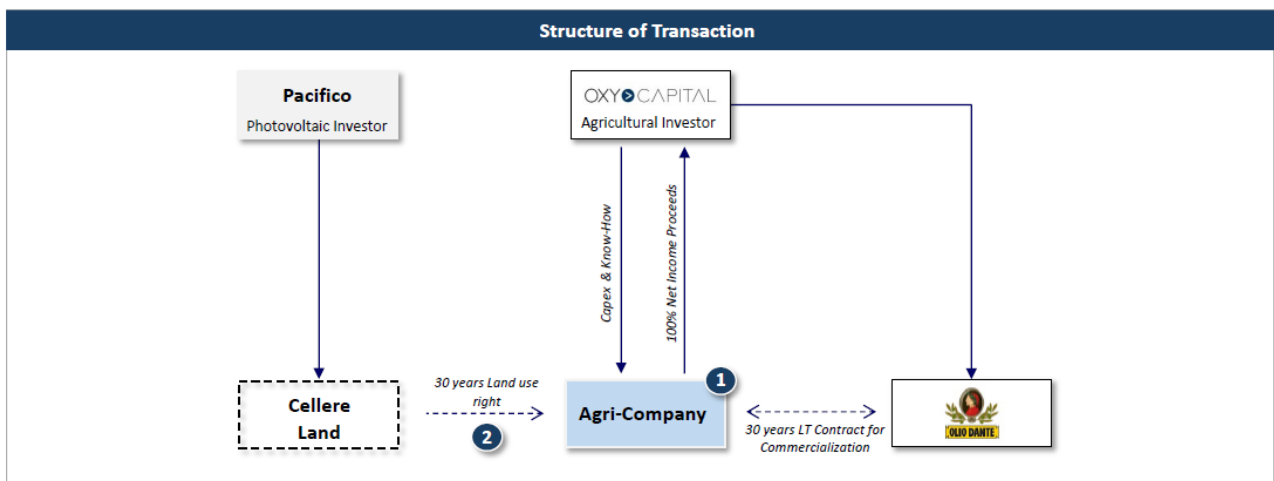 Structure of Transaction
Pacifico
Photovoltaic Investor
OXY CAPITAL
Agricultural Investor
Capex & Know-How
100% Net Income Proceeds
Cellere
Land
30 years Land use
right
2
Agri-Company
1
30 years LT Contract for
Commercialization
OLIO DANTE